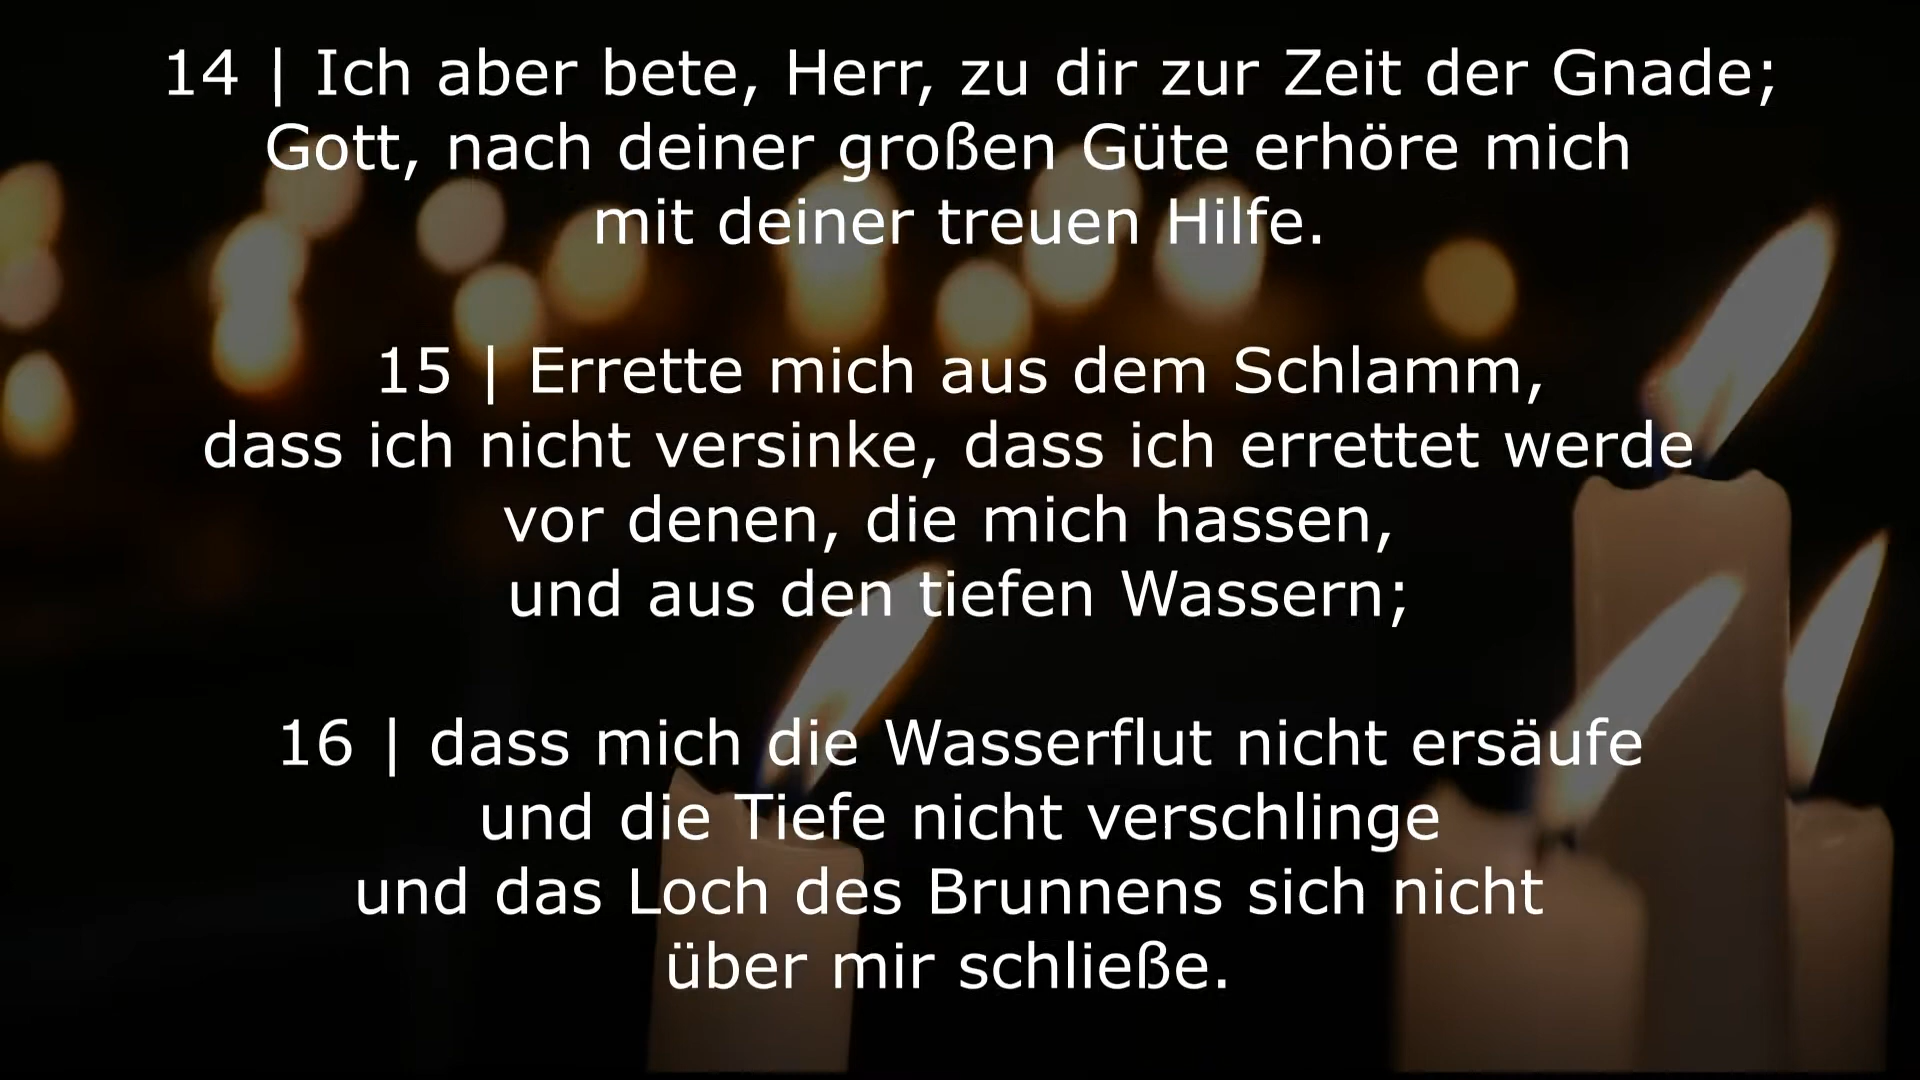 14 | Ich aber bete, Herr, zu dir zur Zeit der Gnade;
Gott, nach deiner großen Güte erhöre mich
mit deiner treuen Hilfe.
15 | Errette mich aus dem Schlamm,
dass ich nicht versinke, dass ich errettet werde
vor denen, die mich hassen,
und aus den tiefen Wassern;
16 | dass mich die Wasserflut nicht ersäufe
und die Tiefe nicht verschlinge
und das Loch des Brunnens sich nicht
über mir schließe.